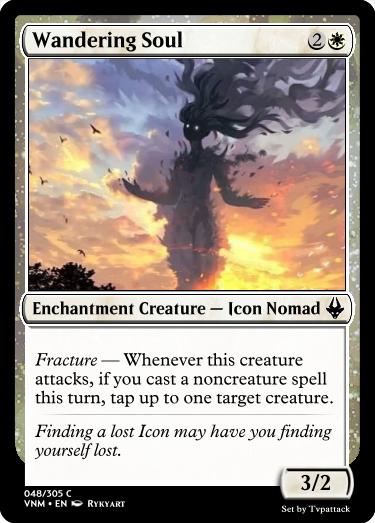 Wandering Soul 2
Enchantment Creature — Icon Nomad
Fracture — Whenever this creature
attacks, if you cast a noncreature spell
this turn, tap up to one target creature.
Finding a lost Icon may have you finding
yourself lost.
3/2
048/305 C
VNM • EN Rykyart
Set by Tvpattack